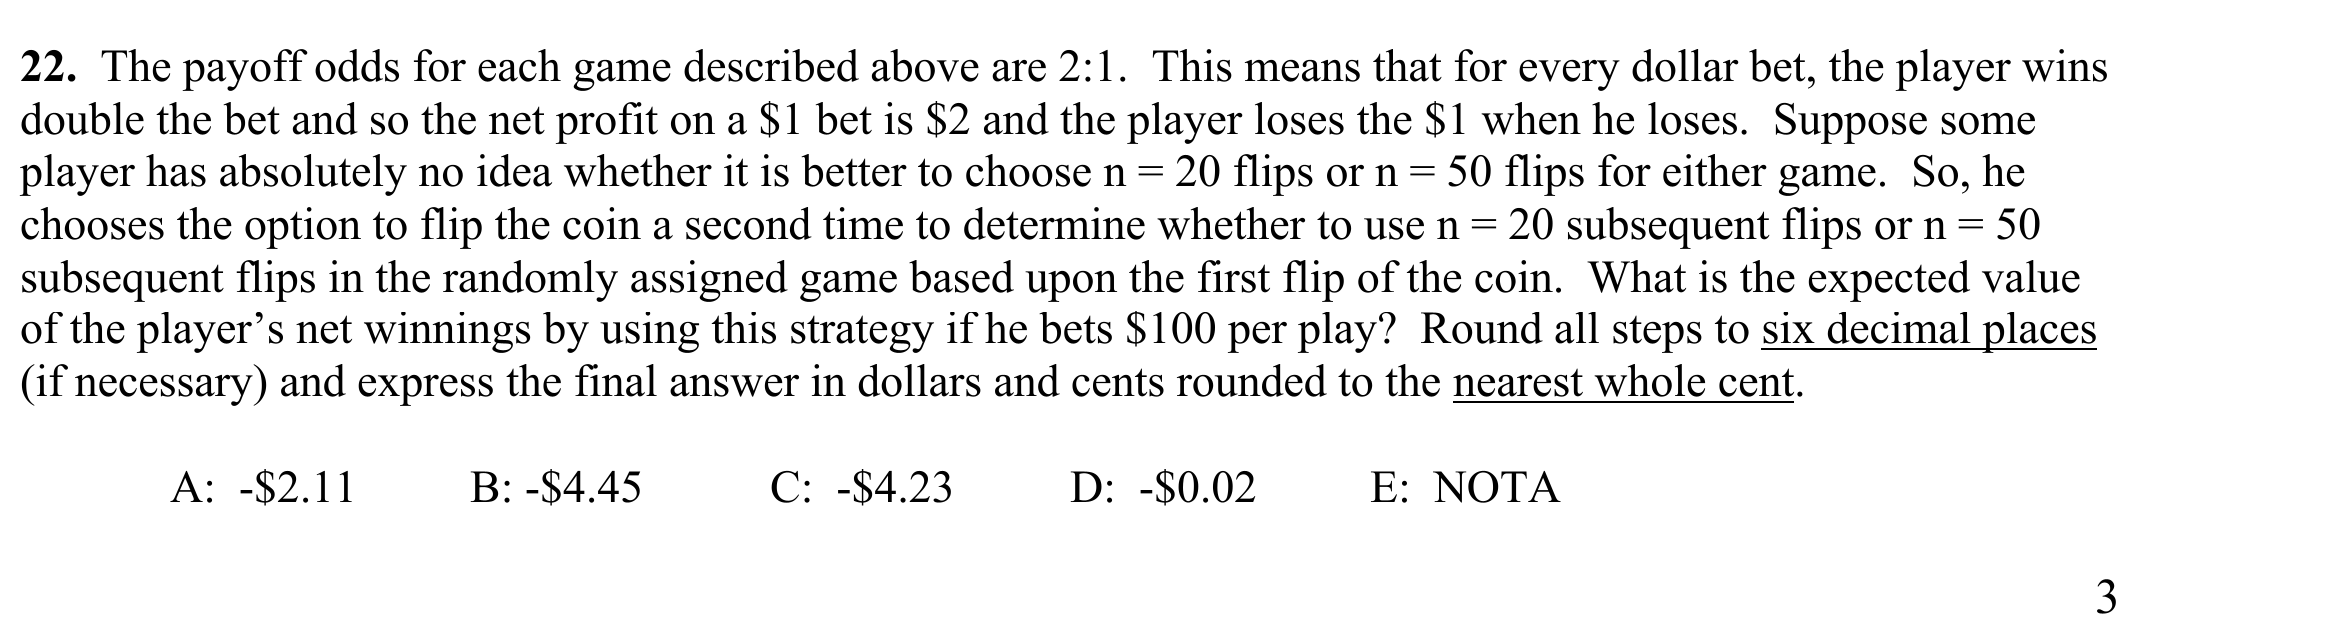 22. The payoff odds for each game described above are 2:1. This means that for every dollar bet, the player wins
double the bet and so the net profit on a $1 bet is $2 and the player loses the $1 when he loses. Suppose some
player has absolutely no idea whether it is better to choose n = 20 flips or n = 50 flips for either game. So, he
chooses the option to flip the coin a second time to determine whether to use n = 20 subsequent flips or n = 50
subsequent flips in the randomly assigned game based upon the first flip of the coin. What is the expected value
of the player’s net winnings by using this strategy if he bets $100 per play? Round all steps to six decimal places
(if necessary) and express the final answer in dollars and cents rounded to the nearest whole cent.
A: -$2.11 B: -$4.45 C: -$4.23 D: -$0.02 E: NOTA
3